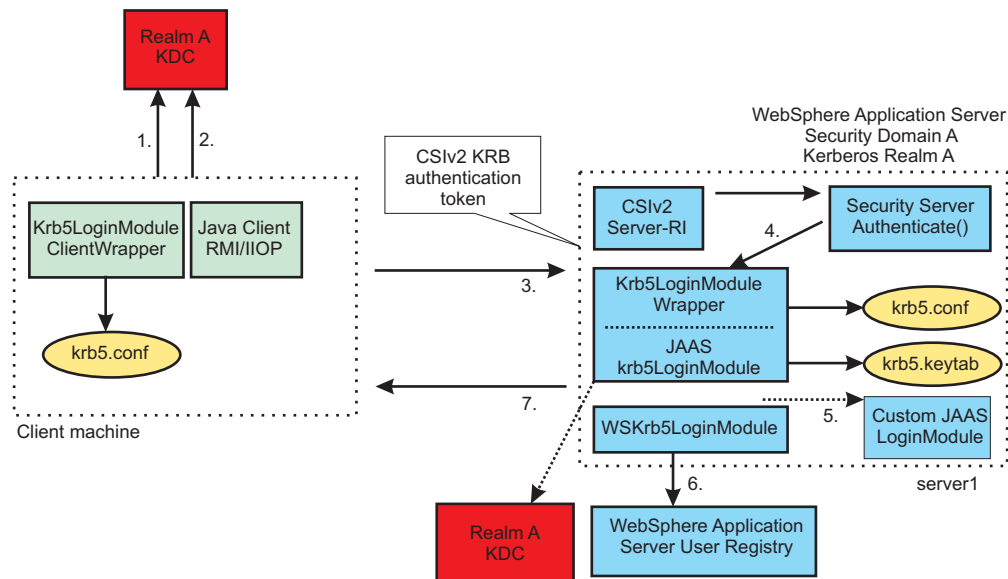 Realm A
KDC
1.
2.
WebSphere Application Server
Security Domain A
Kerberos Realm A
CSIv2 KRB
authentication
token
Krb5LoginModule
ClientWrapper
Java Client
RMI/IIOP
krb5.conf
Client machine
3.
7.
CSIv2
Server-RI
Security Server
Authenticate()
4.
Krb5LoginModule
Wrapper
JAAS
krb5LoginModule
krb5.conf
krb5.keytab
5.
WSKrb5LoginModule
Custom JAAS
LoginModule
server1
6.
Realm A
KDC
WebSphere Application
Server User Registry